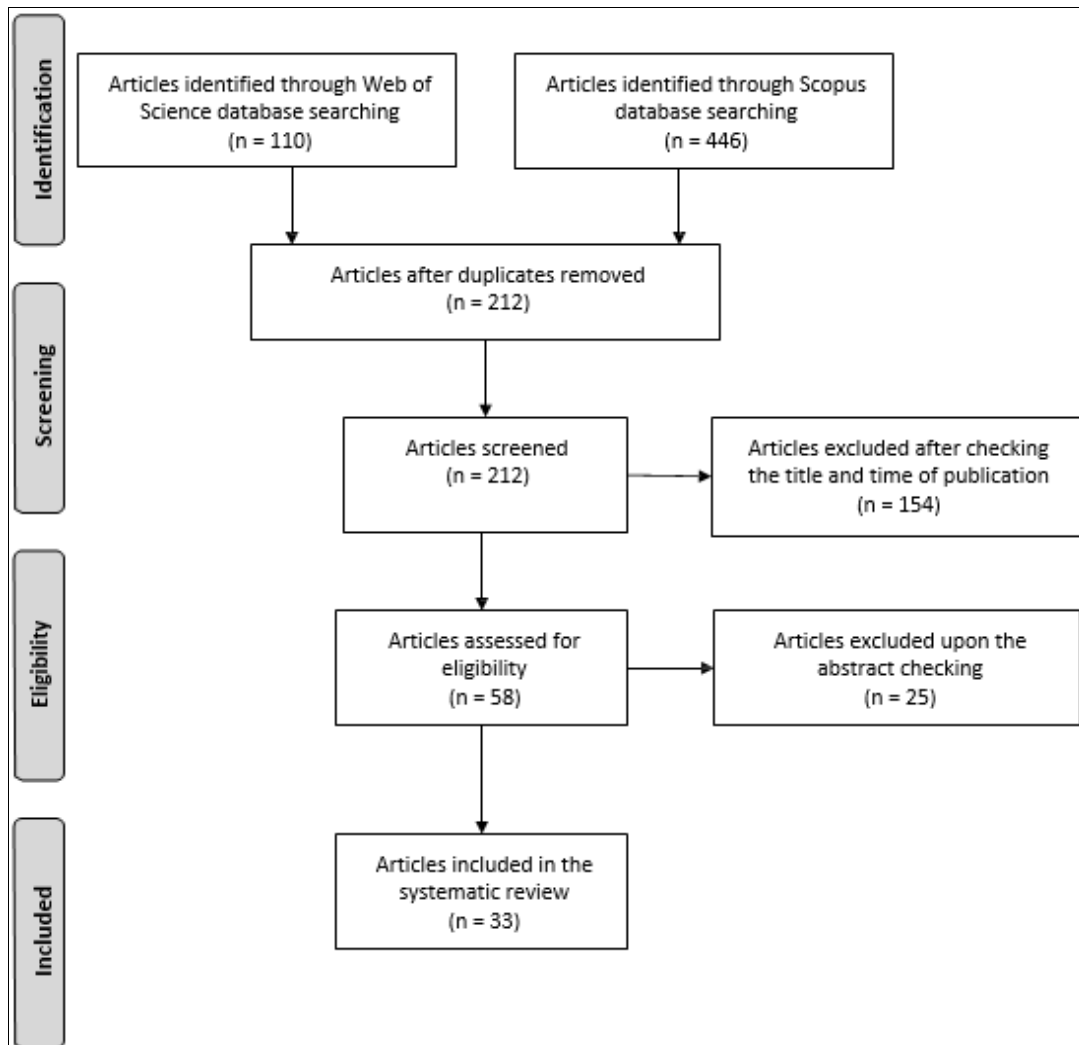 Identification
Articles identified through Web of
Science database searching
(n = 110)
Articles identified through Scopus
database searching
(n = 446)
Articles after duplicates removed
(n = 212)
Screening
Articles screened
(n = 212)
Articles excluded after checking
the title and time of publication
(n = 154)
Eligibility
Articles assessed for
eligibility
(n = 58)
Articles excluded upon the
abstract checking
(n = 25)
Included
Articles included in the
systematic review
(n = 33)